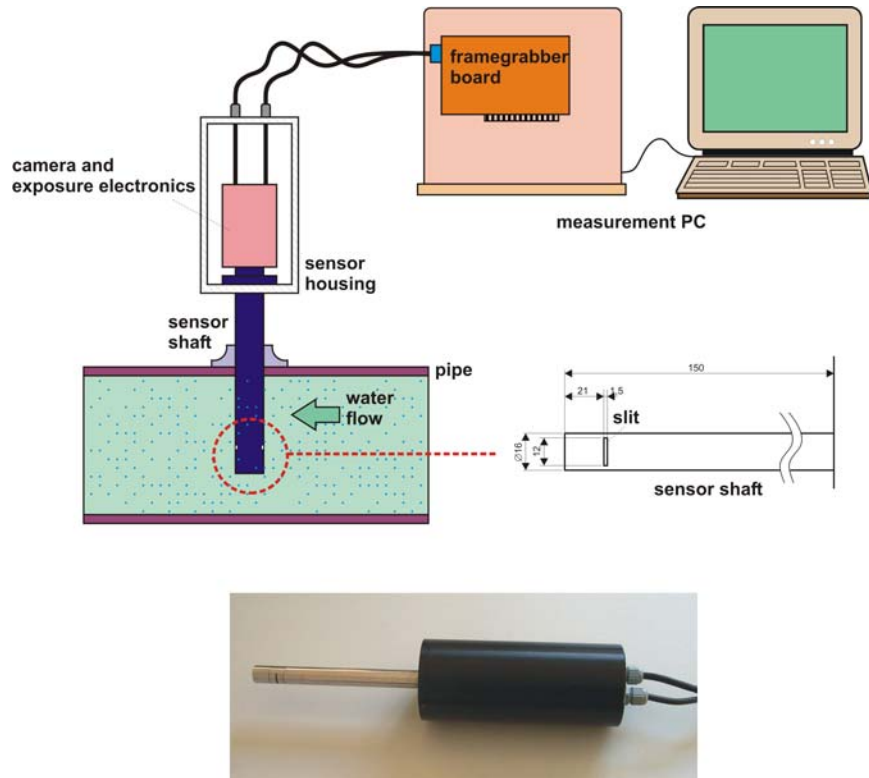 framegrabber
board
camera and
exposure electronics
measurement PC
sensor
housing
sensor
shaft
pipe
water
flow
150
21
1.5
slit
Ø16
12
sensor shaft